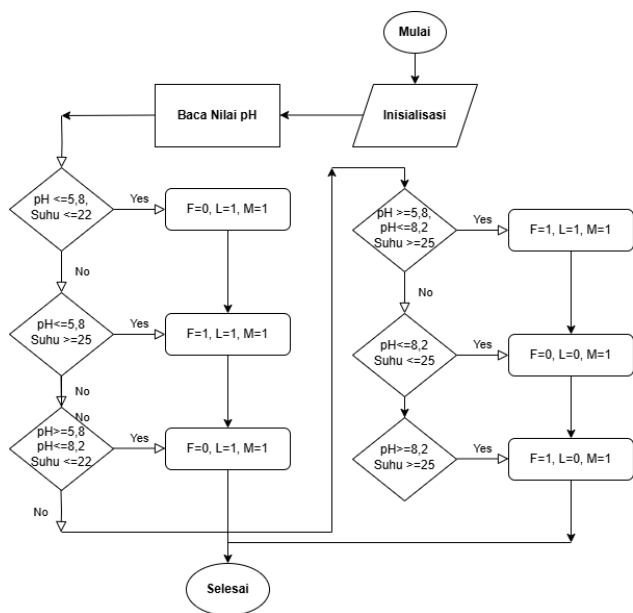 Mulai
Inisialisasi
Baca Nilai pH
pH <=5,8,
Suhu <=22
Yes
F=0, L=1, M=1
No
pH<=5,8
Suhu >=25
Yes
F=1, L=1, M=1
No
No
pH>=5,8
pH<=8,2
Suhu <=22
Yes
F=0, L=1, M=1
No
pH >=5,8,
pH<=8,2
Suhu >=25
Yes
F=1, L=1, M=1
No
pH<=8,2
Suhu <=25
Yes
F=0, L=0, M=1
pH>=8,2
Suhu >=25
Yes
F=1, L=0, M=1
Selesai